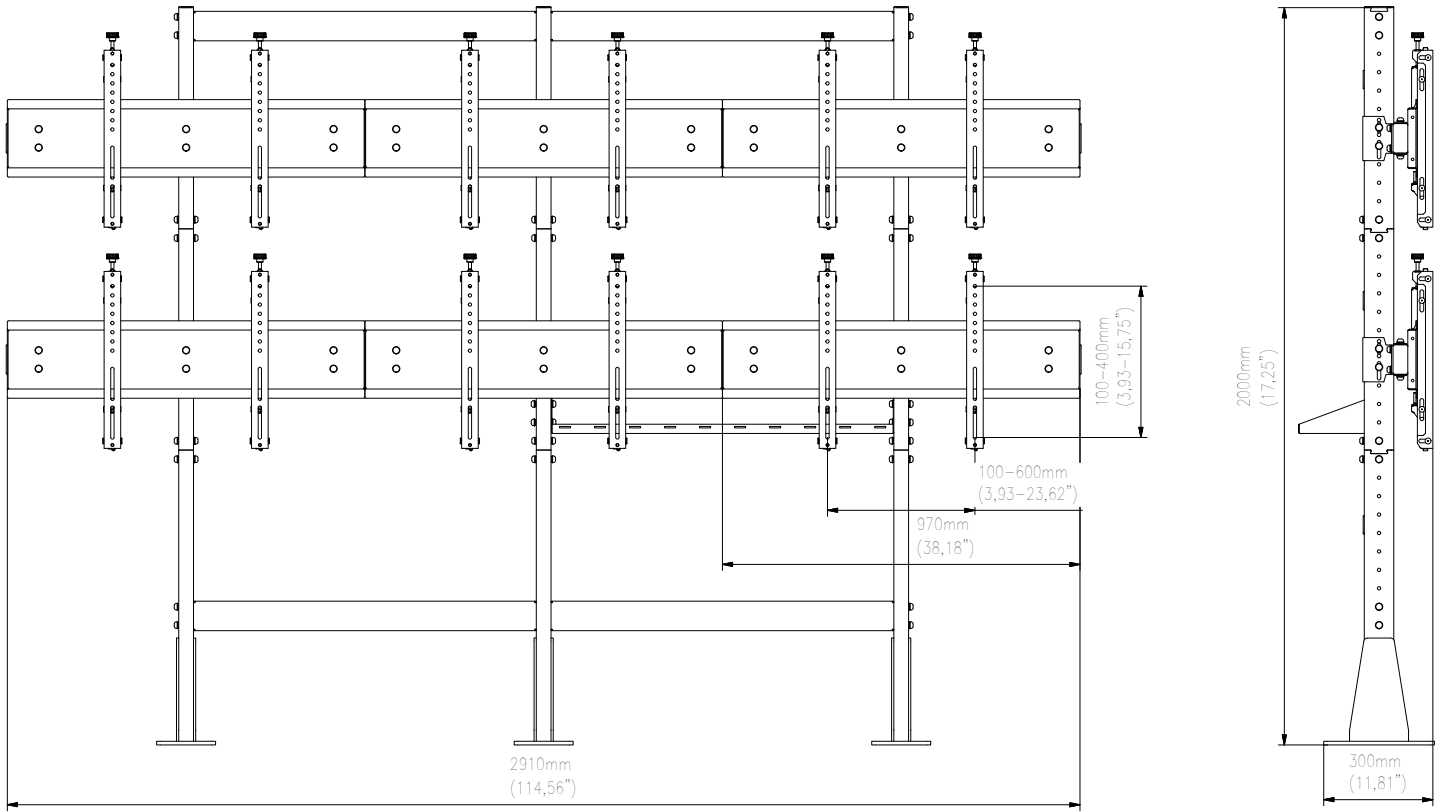 100-400mm
(3,93-15,75”)
100-600mm
(3,93-23,62”)
970mm
(38,18”)
2910mm
(114,56”)
2000mm
(17,25”)
300mm
(11,81”)